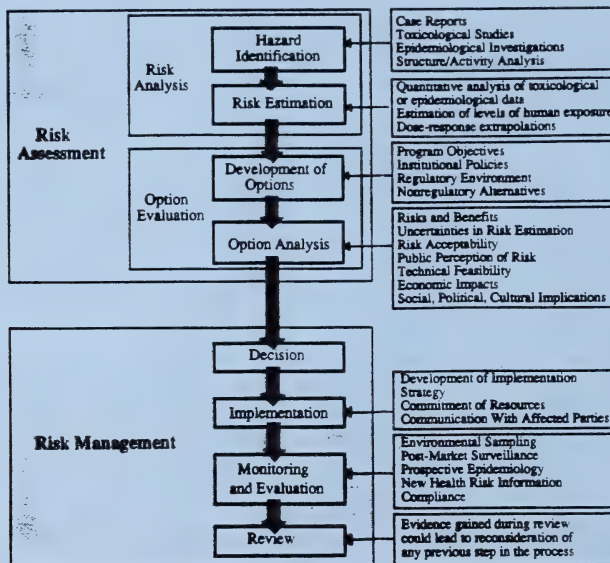 Hazard
Identification
Risk
Analysis
Risk Estimation
Risk
Assessment
Development of
Options
Option
Evaluation
Option Analysis
Decision
Implementation
Risk Management
Monitoring
and Evaluation
Review
Case Reports
Toxicological Studies
Epidemiological Investigations
Structure/Activity Analysis
Quantitative analysis of toxicological
or epidemiological data
Estimation of levels of human exposure
Dose-response extrapolations
Program Objectives
Institutional Policies
Regulatory Environment
Nonregulatory Alternatives
Risks and Benefits
Uncertainties in Risk Estimation
Risk Acceptability
Public Perception of Risk
Technical Feasibility
Economic Impacts
Social, Political, Cultural Implications
Development of Implementation
Strategy
Commitment of Resources
Communication With Affected Parties
Environmental Sampling
Post-Market Surveillance
Prospective Epidemiology
New Health Risk Information
Compliance
Evidence gained during review
could lead to reconsideration of
any previous step in the process